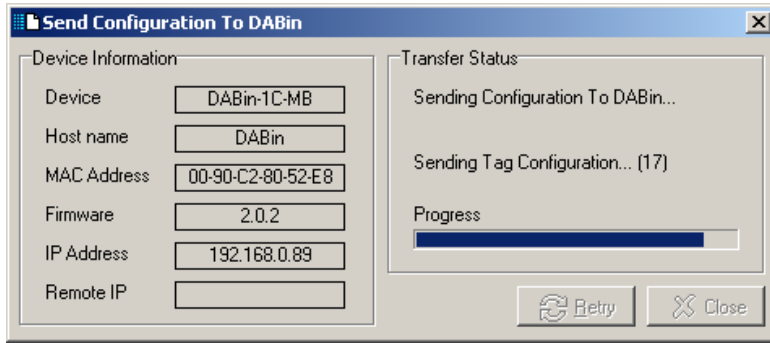 Send Configuration To DABin
Device Information
Device DABin-1C-MB
Host name DABin
MAC Address 00-90-C2-80-52-E8
Firmware 2.0.2
IP Address 192.168.0.89
Remote IP
Transfer Status
Sending Configuration To DABin...
Sending Tag Configuration... (17)
Progress
Retry Close